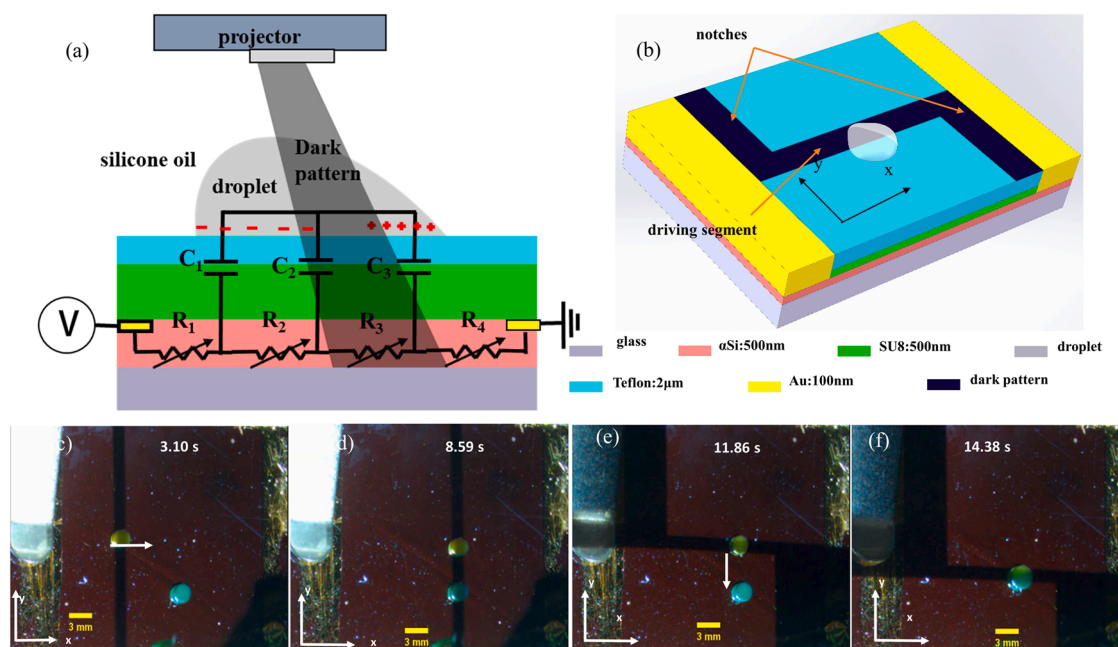 (a)
projector
silicone oil
droplet
Dark
pattern
- - - - - +++++
C1
C2
C3
V
R1
R2
R3
R4
(b)
notches
y
x
driving segment
glass
αSi:500nm
SU8:500nm
droplet
Teflon:2μm
Au:100nm
dark pattern
c)
3.10 s
y
x
3 mm
d)
8.59 s
y
x
3 mm
(e)
11.86 s
y
x
3 mm
(f)
14.38 s
y
x
3 mm